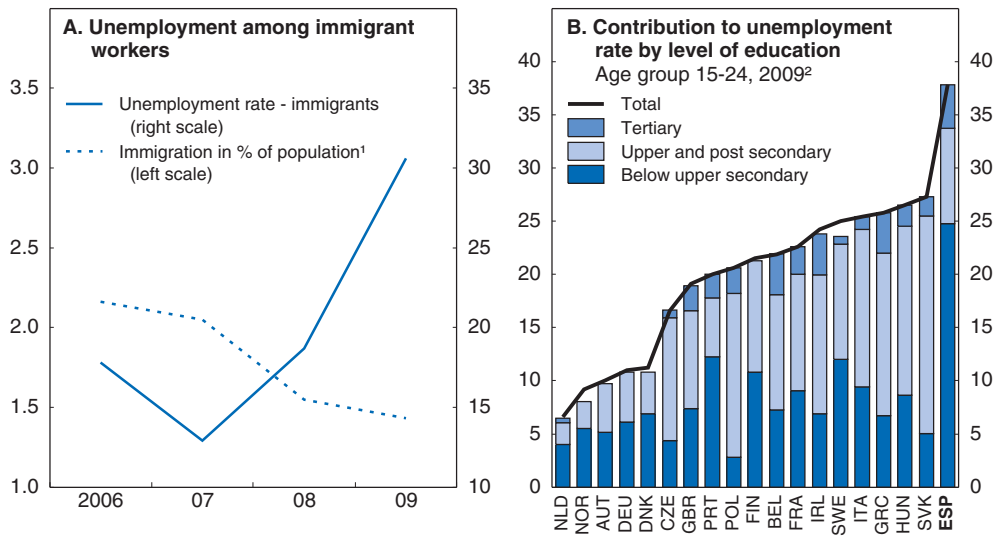 A. Unemployment among immigrant
workers
3.5
3.0
2.5
2.0
1.5
1.0
35
30
25
20
15
10
Unemployment rate - immigrants
(right scale)
Immigration in % of population¹
(left scale)
2006 07 08 09
B. Contribution to unemployment
rate by level of education
Age group 15-24, 2009²
Total
Tertiary
Upper and post secondary
Below upper secondary
40
35
30
25
20
15
10
5
0
40
35
30
25
20
15
10
5
0
NLD
NOR
AUT
DEU
DNK
CZE
GBR
PRT
POL
FIN
BEL
FRA
IRL
SWE
ITA
GRC
HUN
SVK
ESP